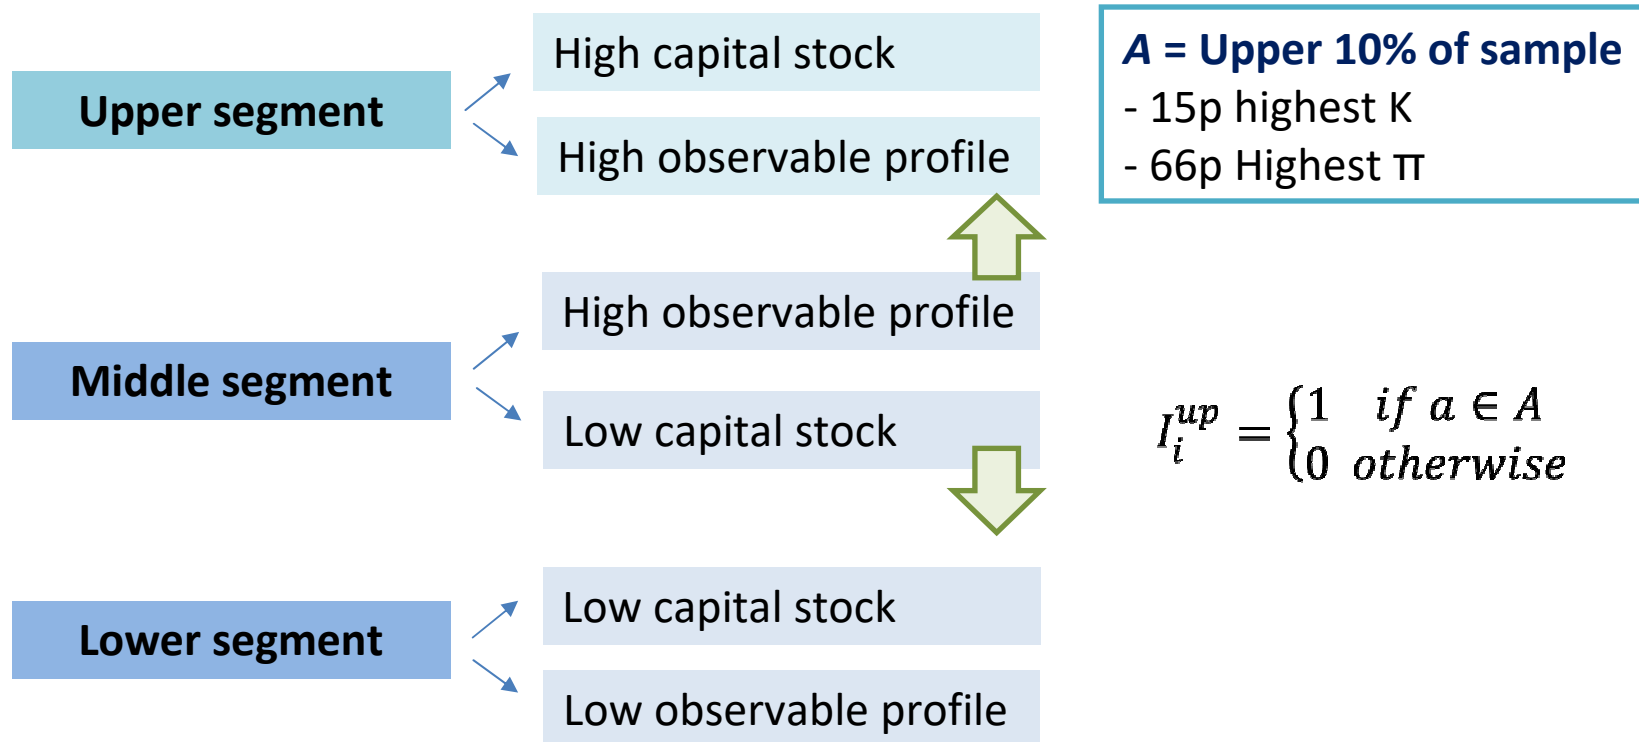 Upper segment
High capital stock
High observable profile
Middle segment
High observable profile
Low capital stock
Lower segment
Low capital stock
Low observable profile
A = Upper 10% of sample
- 15p highest K
- 66p Highest π
I_i^{up} = {1 if a ∈ A
0 otherwise